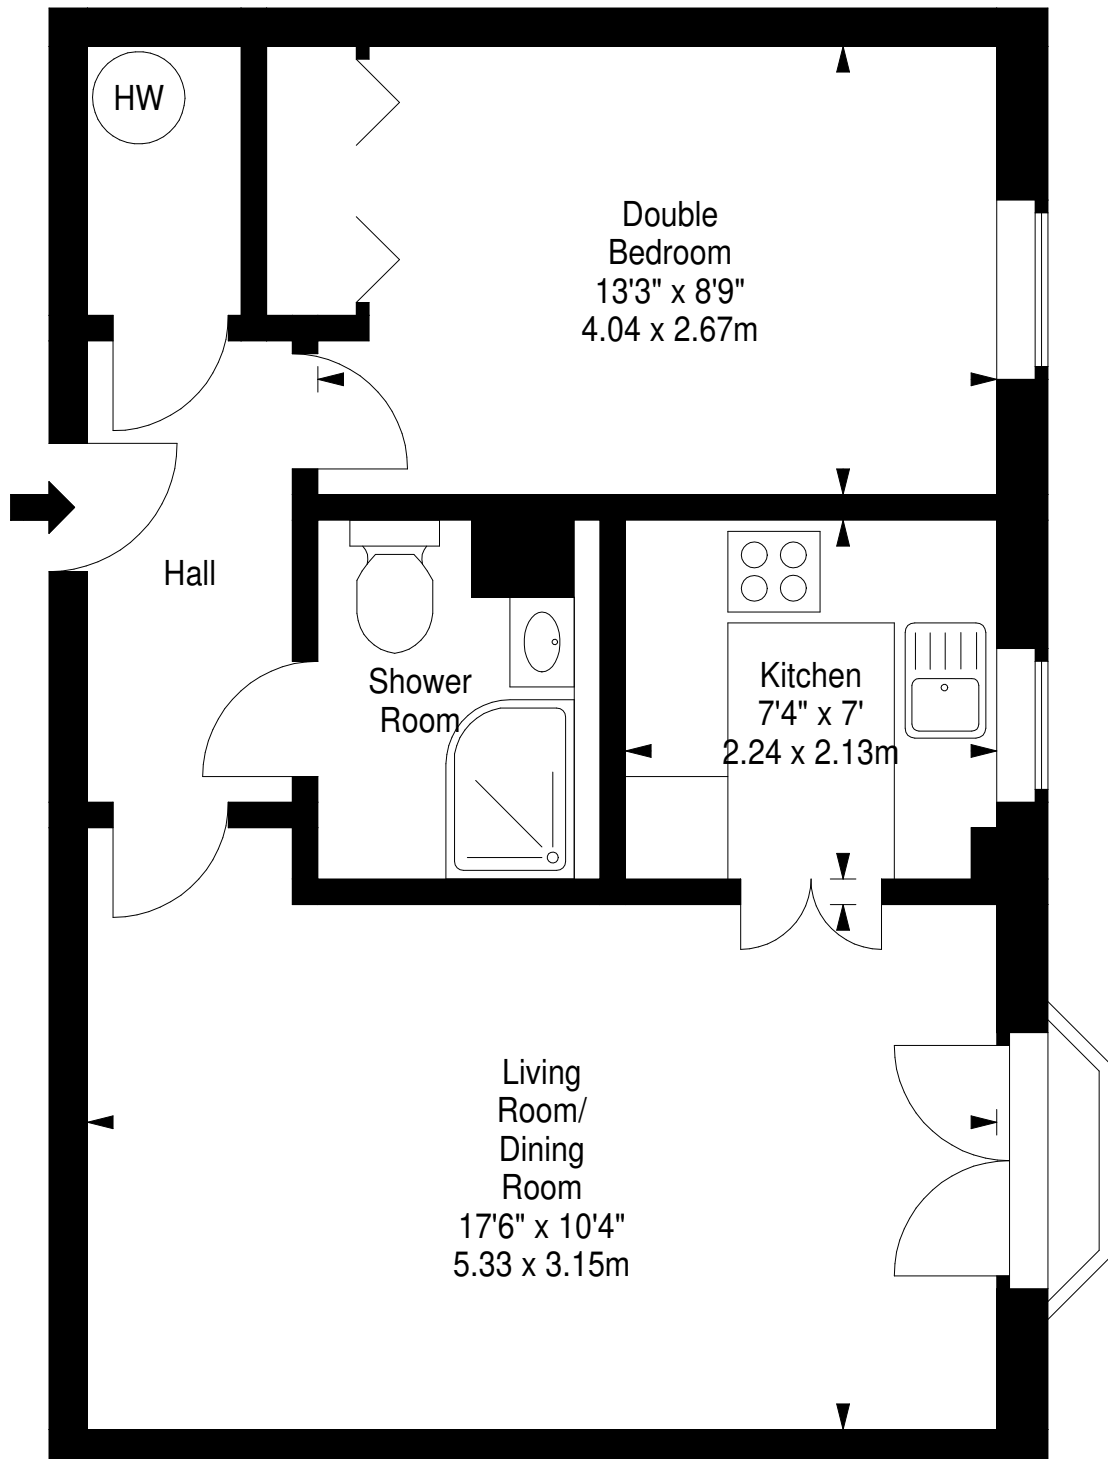 HW
Double
Bedroom
13'3" x 8'9"
4.04 x 2.67m
Hall
Shower
Room
Kitchen
7'4" x 7'
2.24 x 2.13m
Living
Room/
Dining
Room
17'6" x 10'4"
5.33 x 3.15m